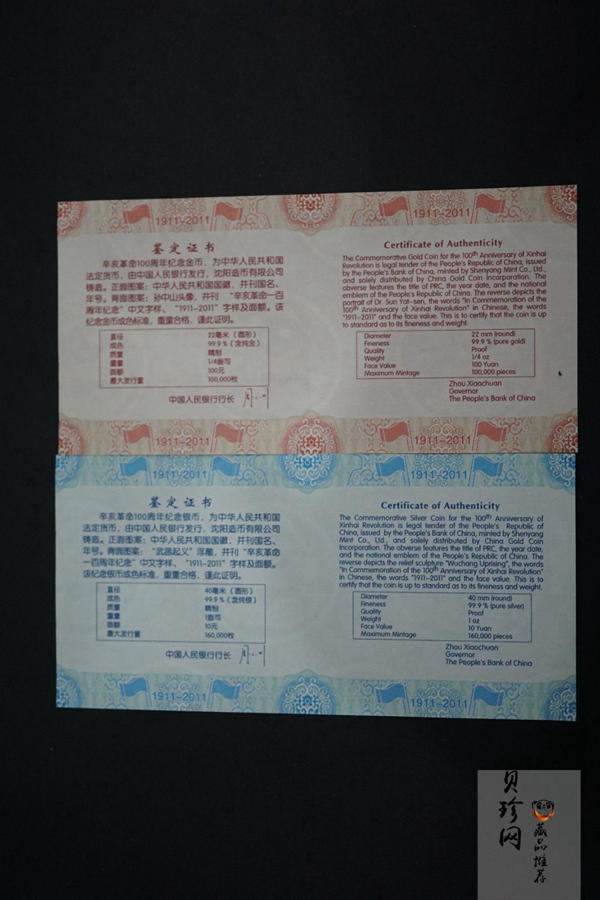 1911-2011
1911-2011
鉴定证书
辛亥革命100周年纪念金币，为中华人民共和国
法定货币，由中国人民银行发行，沈阳造币有限公司
铸造。正面图案：中华人民共和国国徽，并刊国名、
年号。背面图案：孙中山头像，并刊“辛亥革命一百
周年纪念”中文字样、“1911-2011”字样及面额。该
纪念金币成色标准，重量合格，谨此证明。
直径 22毫米（圆形）
成色 99.9%（含纯金）
质量 精制
重量 1/4盎司
面额 100元
最大发行量 100,000枚
中国人民银行行长
Certificate of Authenticity
The Commemorative Gold Coin for the 100th Anniversary of Xinhai
Revolution is legal tender of the People's Republic of China, issued
by the People's Bank of China, minted by Shenyang Mint Co., Ltd.,
and solely distributed by China Gold Coin Incorporation. The
obverse features the title of PRC, the year date, and the national
emblem of the People's Republic of China. The reverse depicts the
portrait of Dr. Sun Yat-sen, the words "In Commemoration of the
100th Anniversary of Xinhai Revolution" in Chinese, the words
"1911-2011" and the face value. This is to certify that the coin is up
to standard as to its fineness and weight.
Diameter 22 mm (round)
Fineness 99.9 % (pure gold)
Quality Proof
Weight 1/4 oz
Face Value 100 Yuan
Maximum Mintage 100,000 pieces
Zhou Xiaochuan
Governor
The People's Bank of China
1911-2011
1911-2011
1911-2011
1911-2011
鉴定证书
辛亥革命100周年纪念银币，为中华人民共和国
法定货币，由中国人民银行发行，沈阳造币有限公司
铸造。正面图案：中华人民共和国国徽，并刊国名、
年号。背面图案：“武昌起义”浮雕，并刊“辛亥革命
一百周年纪念”中文字样、“1911-2011”字样及面额。
该纪念银币成色标准，重量合格，谨此证明。
直径 40毫米（圆形）
成色 99.9%（含纯银）
质量 精制
重量 1盎司
面额 10元
最大发行量 160,000枚
中国人民银行行长
Certificate of Authenticity
The Commemorative Silver Coin for the 100th Anniversary of
Xinhai Revolution is legal tender of the People's Republic of
China, issued by the People's Bank of China, minted by Shenyang
Mint Co., Ltd., and solely distributed by China Gold Coin
Incorporation. The obverse features the title of PRC, the year date,
and the national emblem of the People's Republic of China. The
reverse depicts the relief sculpture "Wuchang Uprising", the words
"In Commemoration of the 100th Anniversary of Xinhai Revolution"
in Chinese, the words "1911-2011" and the face value. This is to
certify that the coin is up to standard as to its fineness and weight.
Diameter 40 mm (round)
Fineness 99.9 % (pure silver)
Quality Proof
Weight 1 oz
Face Value 10 Yuan
Maximum Mintage 160,000 pieces
Zhou Xiaochuan
Governor
The People's Bank of China
1911-2011
1911-2011
贝珍网
藏品推荐